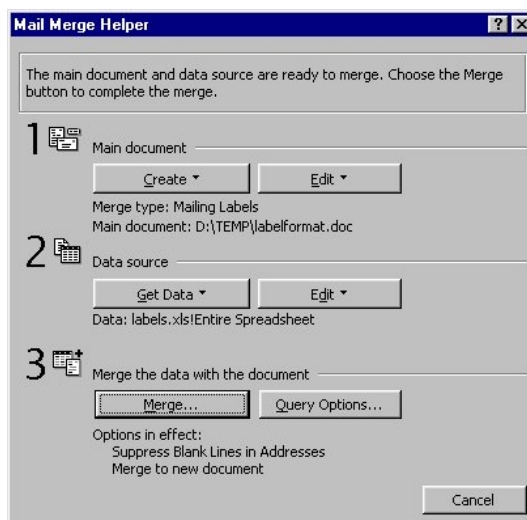 Mail Merge Helper
The main document and data source are ready to merge. Choose the Merge
button to complete the merge.
1 Main document
Create Edit
Merge type: Mailing Labels
Main document: D:\TEMP\labelformat.doc
2 Data source
Get Data Edit
Data: labels.xls!Entire Spreadsheet
3 Merge the data with the document
Merge... Query Options...
Options in effect:
Suppress Blank Lines in Addresses
Merge to new document
Cancel